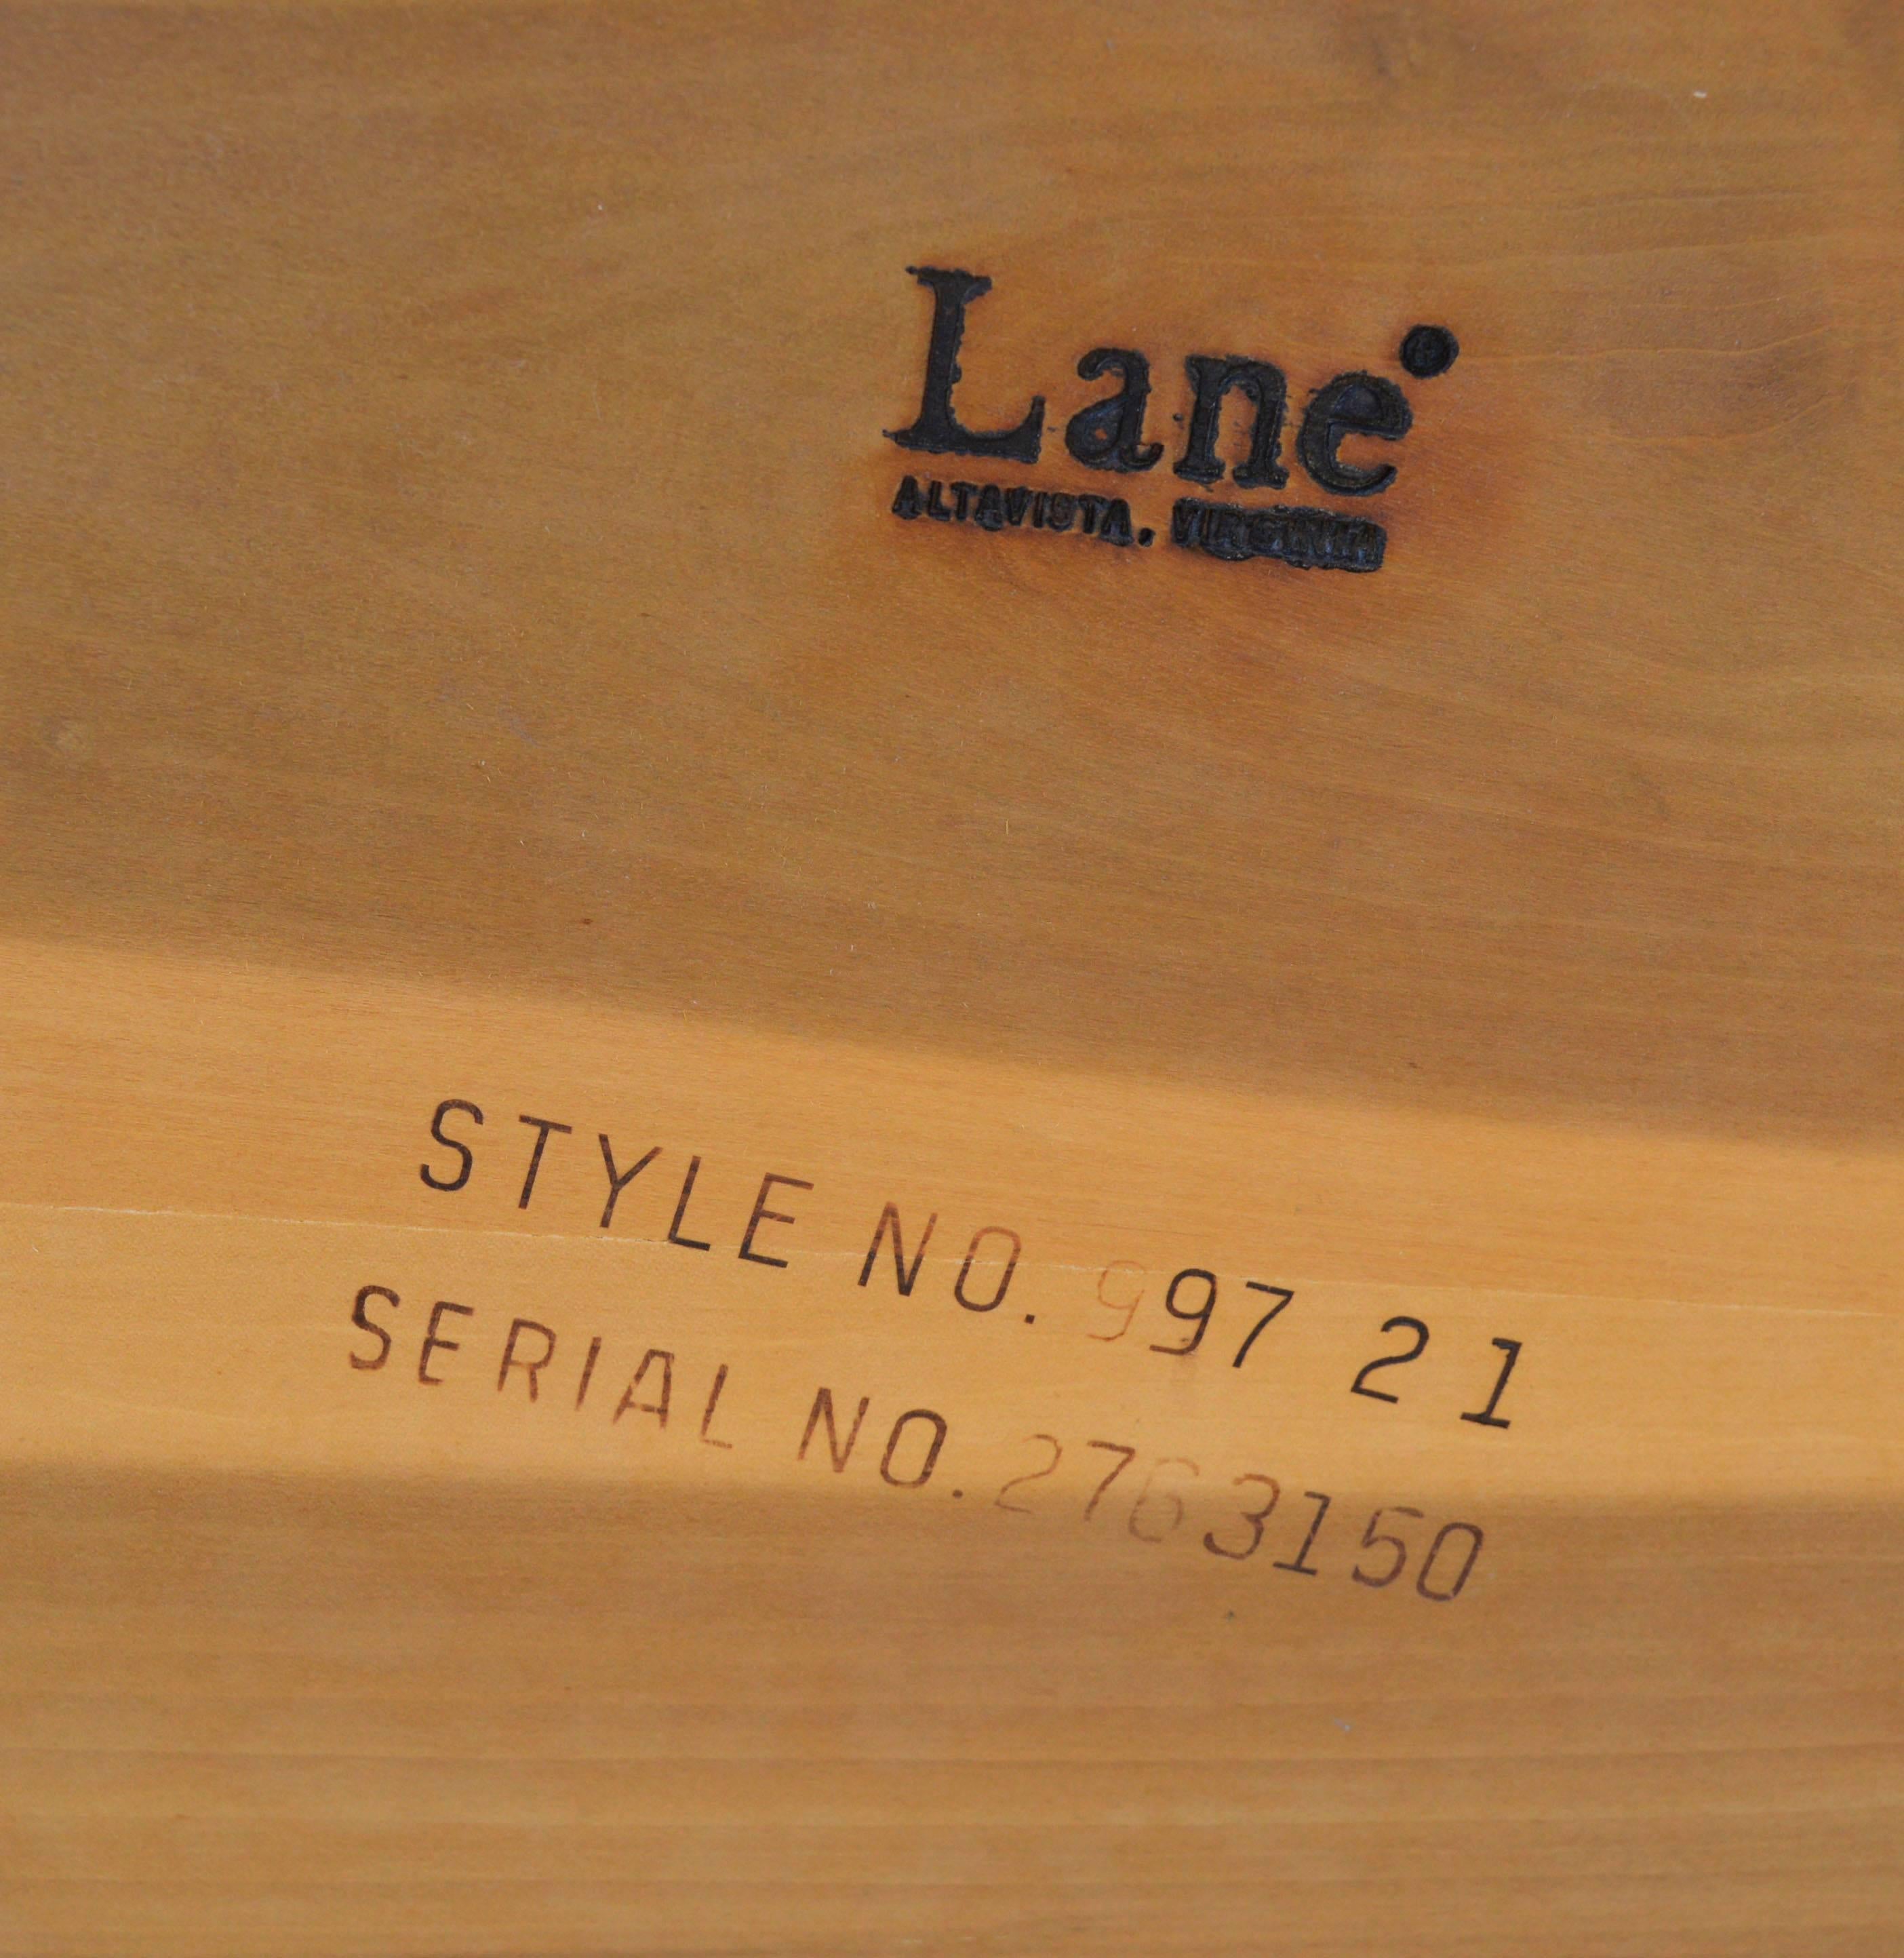 Lane
ALTAVISTA, VIRGINIA
STYLE NO. 997 21
SERIAL NO. 2763150